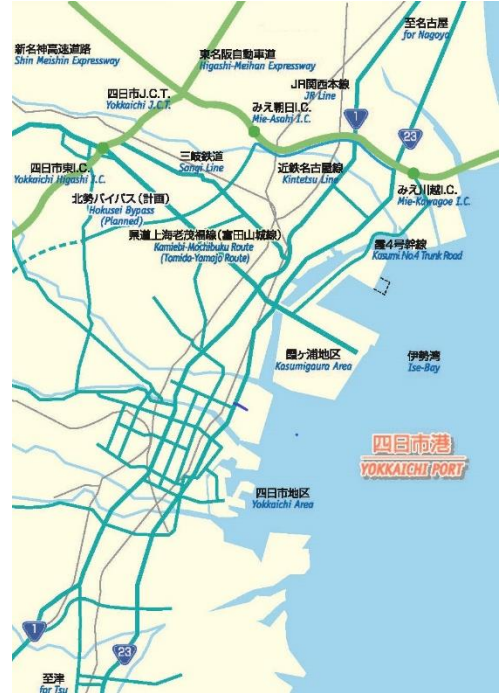 新名神高速道路
Shin Meishin Expressway
東名阪自動車道
Higashi-Meihan Expressway
至名古屋
for Nagoya
四日市J.C.T.
Yokkaichi J.C.T.
JR関西本線
JR Line
みえ朝日I.C.
Mie-Asahi I.C.
1
23
四日市東I.C.
Yokkaichi Higashi I.C.
三岐鉄道
Sangi Line
近鉄名古屋線
Kintetsu Line
みえ川越I.C.
Mie-Kawagoe I.C.
北勢バイパス(計画)
Hokusei Bypass
(Planned)
県道上海老茂福線(富田山城線)
Kamiebi-Mochibuku Route
(Tomida-Yamajo Route)
霞4号幹線
Kasumi No.4 Trunk Road
霞ヶ浦地区
Kasumigaura Area
伊勢湾
Ise-Bay
四日市港
YOKKAICHI PORT
四日市地区
Yokkaichi Area
1
23
至津
for Tsu